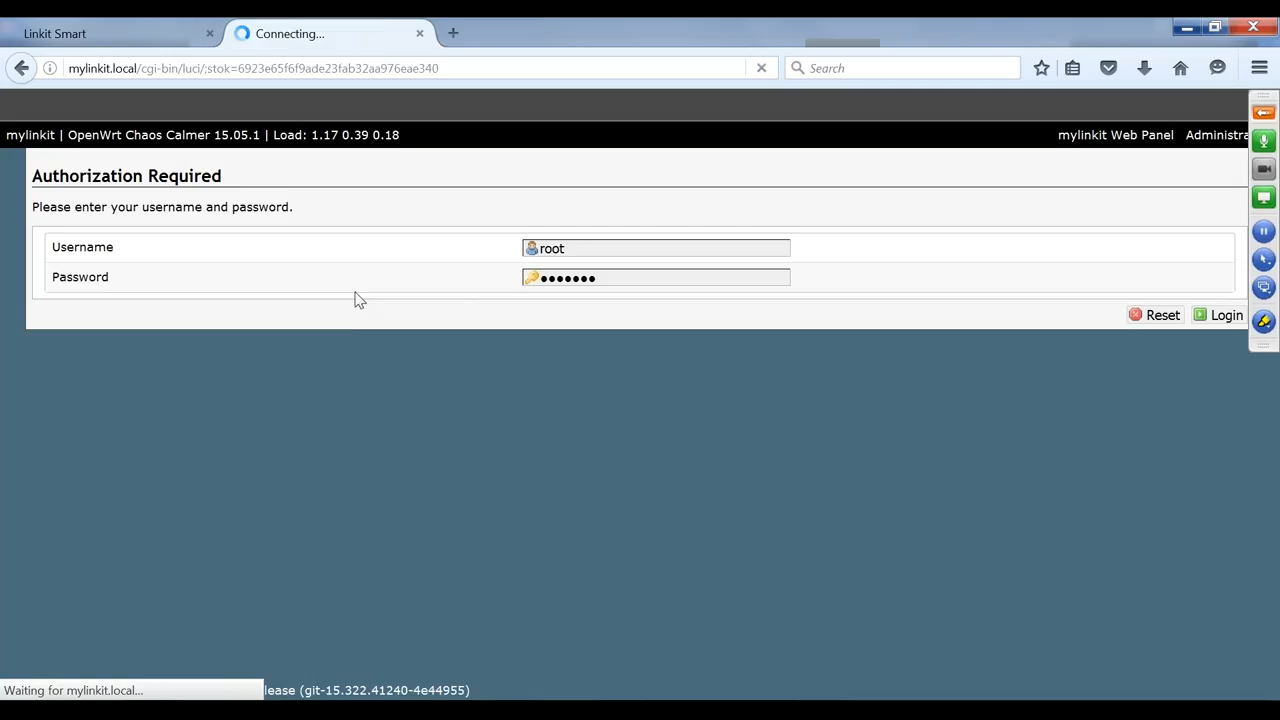 Linkit Smart
Connecting...
mylinkit.local/cgi-bin/luci/;stok=6923e65f6f9ade23fab32aa976eae340
Search
mylinkit | OpenWrt Chaos Calmer 15.05.1 | Load: 1.17 0.39 0.18
mylinkit Web Panel Administra
Authorization Required
Please enter your username and password.
Username
root
Password
Reset
Login
Waiting for mylinkit.local...
lease (git-15.322.41240-4e44955)